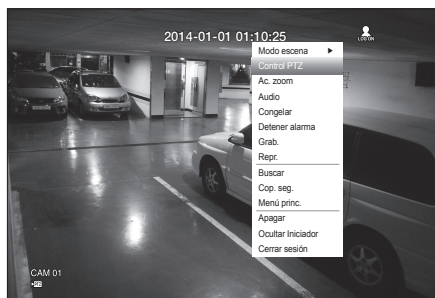 2014-01-01 01:10:25
LOG ON
Modo escena
Control PTZ
Ac. zoom
Audio
Congelar
Detener alarma
Grab.
Repr.
Buscar
Cop. seg.
Menú princ.
Apagar
Ocultar Iniciador
Cerrar sesión
CAM 01